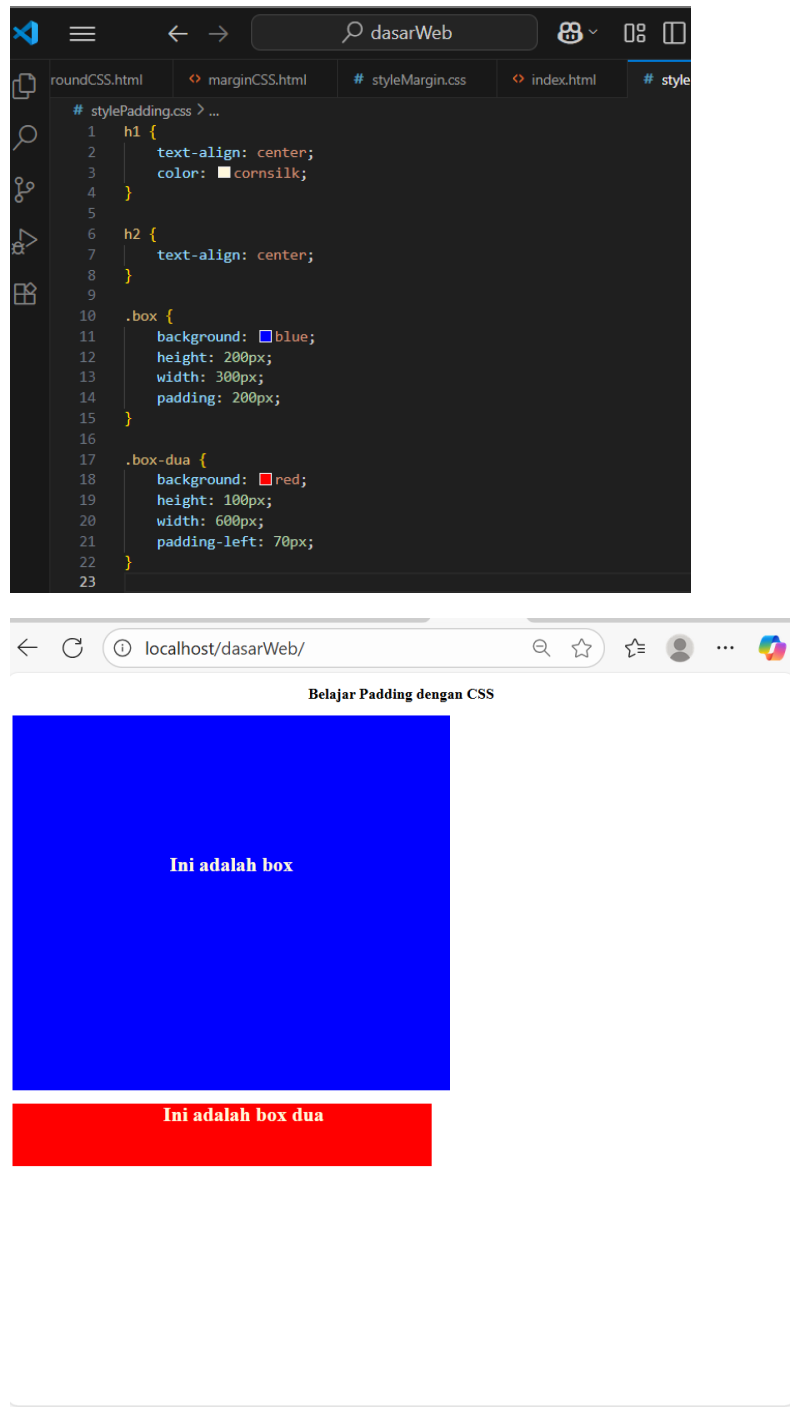 dasarWeb
roundCSS.html <> marginCSS.html # styleMargin.css <> index.html # style
# stylePadding.css > ...
1 h1 {
2 text-align: center;
3 color: cornsilk;
4 }
5
6 h2 {
7 text-align: center;
8 }
9
10 .box {
11 background: blue;
12 height: 200px;
13 width: 300px;
14 padding: 200px;
15 }
16
17 .box-dua {
18 background: red;
19 height: 100px;
20 width: 600px;
21 padding-left: 70px;
22 }
23
localhost/dasarWeb/
Belajar Padding dengan CSS
Ini adalah box
Ini adalah box dua